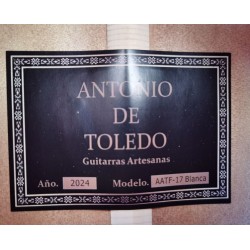 ANTONIO
DE
TOLEDO
Guitarras Artesanas
Año. 2024 Modelo. AATF-17 Blanca